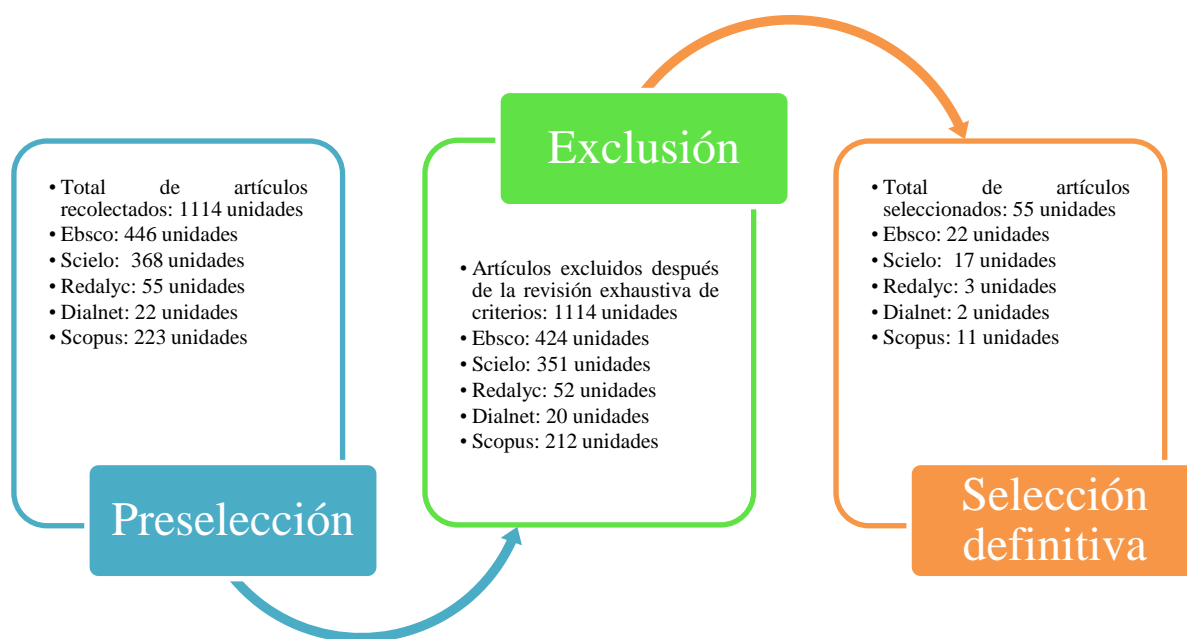 • Total de artículos
recolectados: 1114 unidades
• Ebsco: 446 unidades
• Scielo: 368 unidades
• Redalyc: 55 unidades
• Dialnet: 22 unidades
• Scopus: 223 unidades
Preselección
Exclusión
• Artículos excluidos después
de la revisión exhaustiva de
criterios: 1114 unidades
• Ebsco: 424 unidades
• Scielo: 351 unidades
• Redalyc: 52 unidades
• Dialnet: 20 unidades
• Scopus: 212 unidades
• Total de artículos
seleccionados: 55 unidades
• Ebsco: 22 unidades
• Scielo: 17 unidades
• Redalyc: 3 unidades
• Dialnet: 2 unidades
• Scopus: 11 unidades
Selección
definitiva